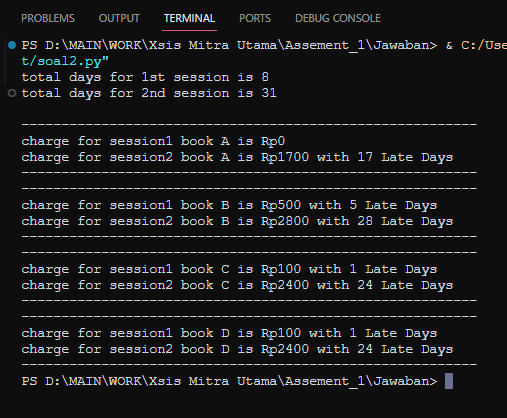 PROBLEMS OUTPUT TERMINAL PORTS DEBUG CONSOLE
PS D:\MAIN\WORK\Xsis Mitra Utama\Assement_1\Jawaban> & C:/Use
t/soal2.py"
total days for 1st session is 8
total days for 2nd session is 31
---------------------------------------------------------
charge for session1 book A is Rp0
charge for session2 book A is Rp1700 with 17 Late Days
---------------------------------------------------------
---------------------------------------------------------
charge for session1 book B is Rp500 with 5 Late Days
charge for session2 book B is Rp2800 with 28 Late Days
---------------------------------------------------------
---------------------------------------------------------
charge for session1 book C is Rp100 with 1 Late Days
charge for session2 book C is Rp2400 with 24 Late Days
---------------------------------------------------------
---------------------------------------------------------
charge for session1 book D is Rp100 with 1 Late Days
charge for session2 book D is Rp2400 with 24 Late Days
---------------------------------------------------------
PS D:\MAIN\WORK\Xsis Mitra Utama\Assement_1\Jawaban>